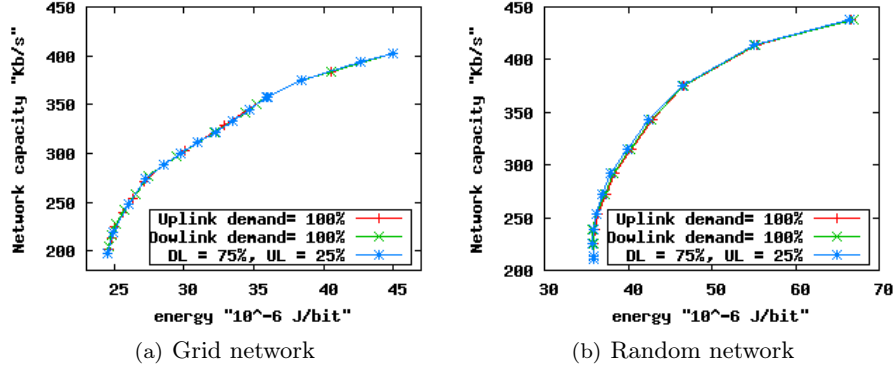 450
400
350
300
250
200
Network capacity "Kb/s"
Uplink demand= 100%
Dowlink demand= 100%
DL = 75%, UL = 25%
25 30 35 40 45
energy "10^-6 J/bit"
(a) Grid network
450
400
350
300
250
200
Network capacity "Kb/s"
Uplink demand= 100%
Dowlink demand= 100%
DL = 75%, UL = 25%
30 40 50 60 70
energy "10^-6 J/bit"
(b) Random network